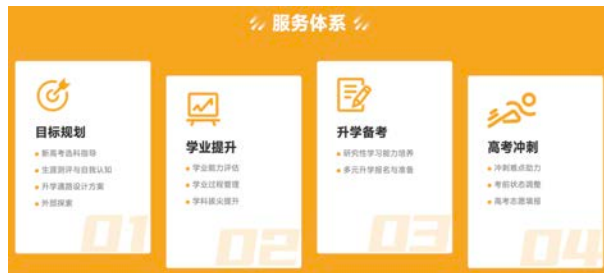 服务体系
目标规划
新高考选科指导
生涯测评与自我认知
升学通路设计方案
外部探索
01
学业提升
学业能力评估
学业过程管理
学科拔尖提升
02
升学备考
研究性学习能力培养
多元升学报名与准备
03
高考冲刺
冲刺难点助力
考前状态调整
高考志愿填报
04